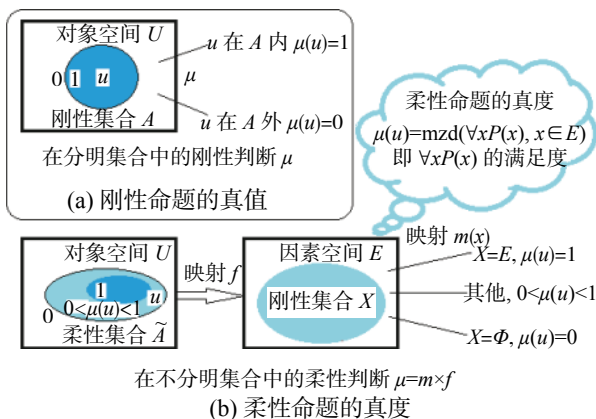 对象空间 U
0 1 u
刚性集合 A
u 在 A 内 μ(u)=1
μ
u 在 A 外 μ(u)=0
在分明集合中的刚性判断 μ
(a) 刚性命题的真值
柔性命题的真度
μ(u)=mzd(∀xP(x), x∈E)
即 ∀xP(x) 的满足度
对象空间 U
1
0<μ(u)<1
u
0
柔性集合 Ã
映射 f
因素空间 E
刚性集合 X
映射 m(x)
X=E, μ(u)=1
其他, 0<μ(u)<1
X=Φ, μ(u)=0
在不分明集合中的柔性判断 μ=m×f
(b) 柔性命题的真度